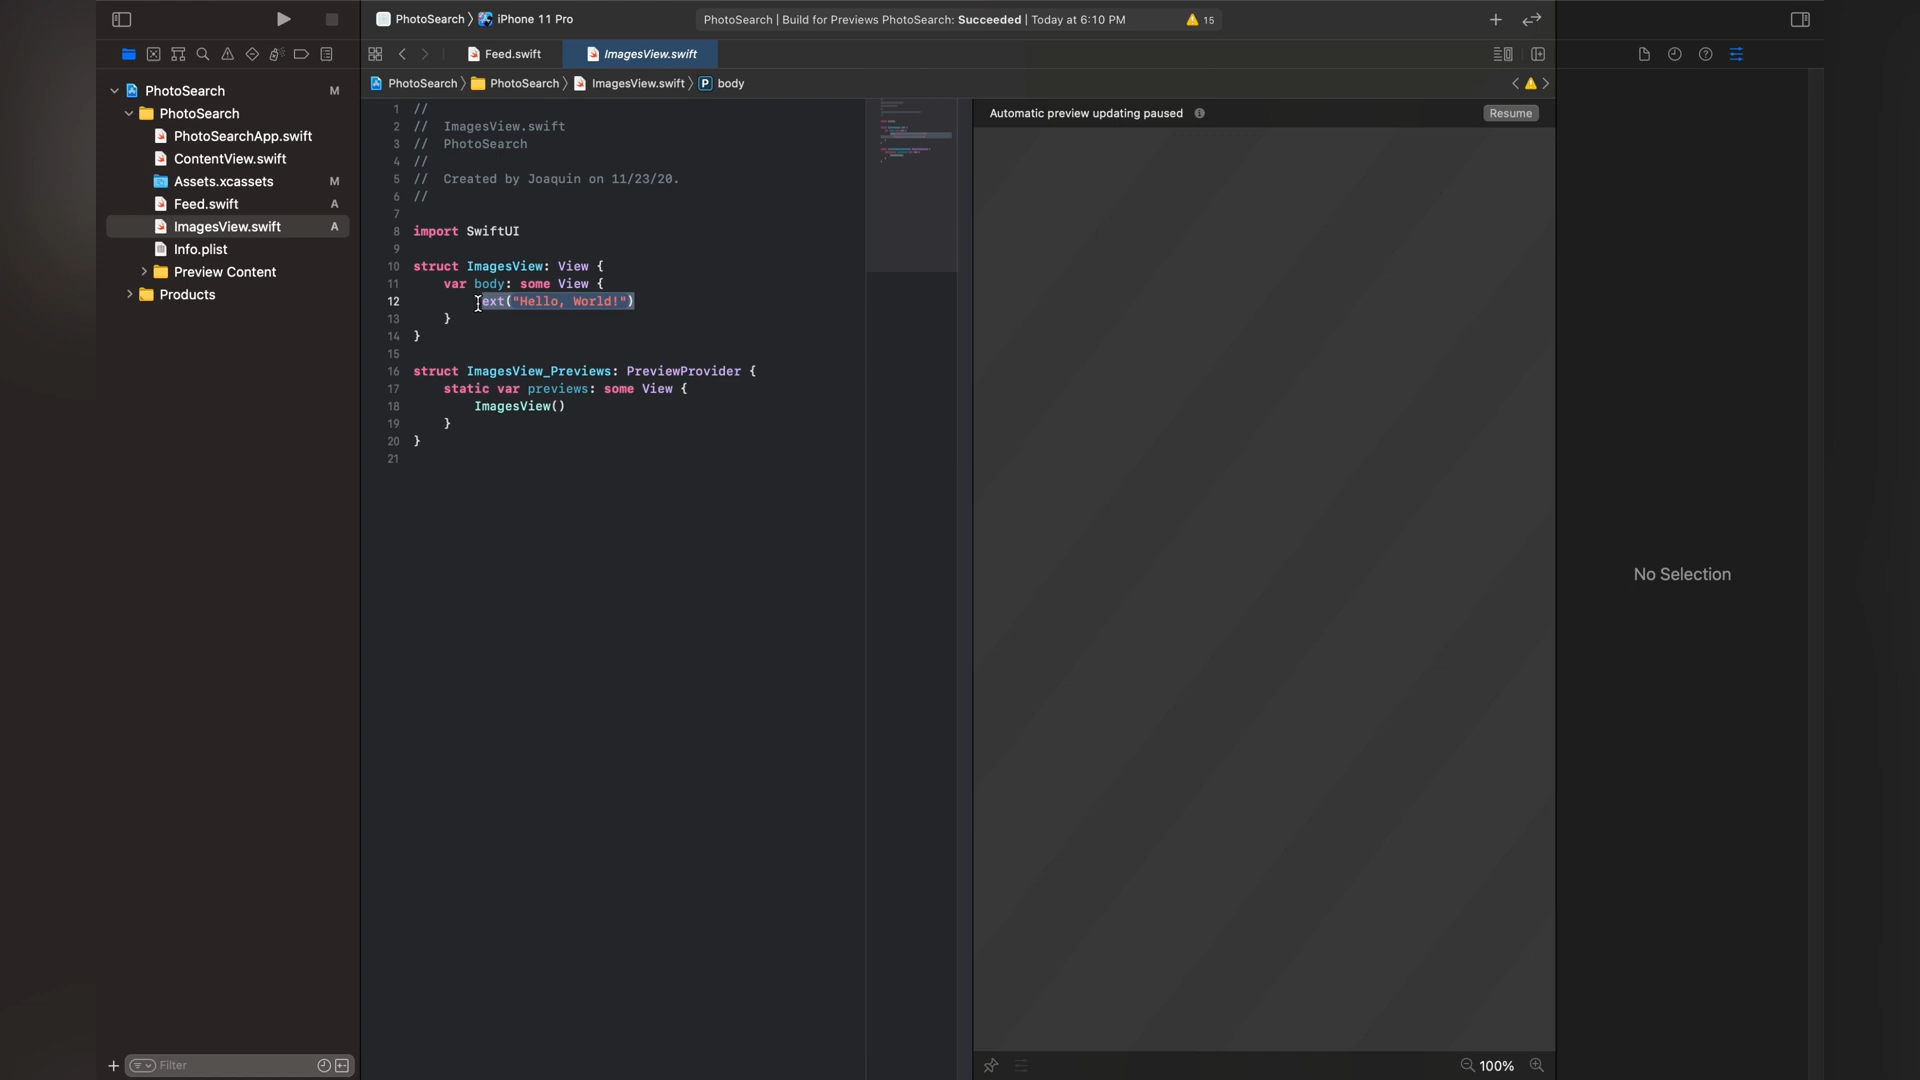 PhotoSearch 〉 iPhone 11 Pro
PhotoSearch | Build for Previews PhotoSearch: Succeeded | Today at 6:10 PM
15
Feed.swift
ImagesView.swift
PhotoSearch 〉 PhotoSearch 〉 ImagesView.swift 〉 P body
PhotoSearch M
PhotoSearch
PhotoSearchApp.swift
ContentView.swift
Assets.xcassets M
Feed.swift A
ImagesView.swift A
Info.plist
Preview Content
Products
Filter
1 //
2 // ImagesView.swift
3 // PhotoSearch
4 //
5 // Created by Joaquin on 11/23/20.
6 //
7
8 import SwiftUI
9
10 struct ImagesView: View {
11 var body: some View {
12 ext("Hello, World!")
13 }
14 }
15
16 struct ImagesView_Previews: PreviewProvider {
17 static var previews: some View {
18 ImagesView()
19 }
20 }
21
Automatic preview updating paused
Resume
100%
No Selection